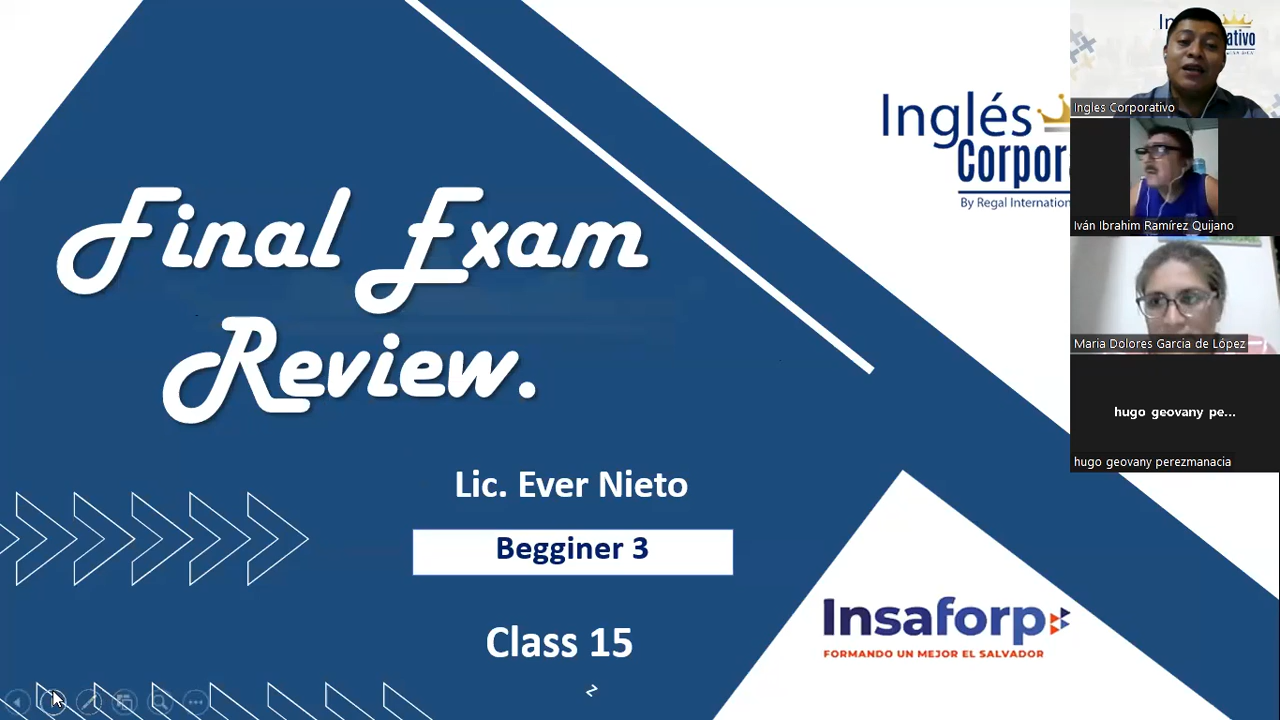 Final Exam
Review.
Lic. Ever Nieto
Begginer 3
Class 15
Inglés
Corpor
By Regal Internation
Insaforp
FORMANDO UN MEJOR EL SALVADOR
Ingles Corporativo
Iván Ibrahim Ramírez Quijano
Maria Dolores García de López
hugo geovany pe...
hugo geovany perezmanacia